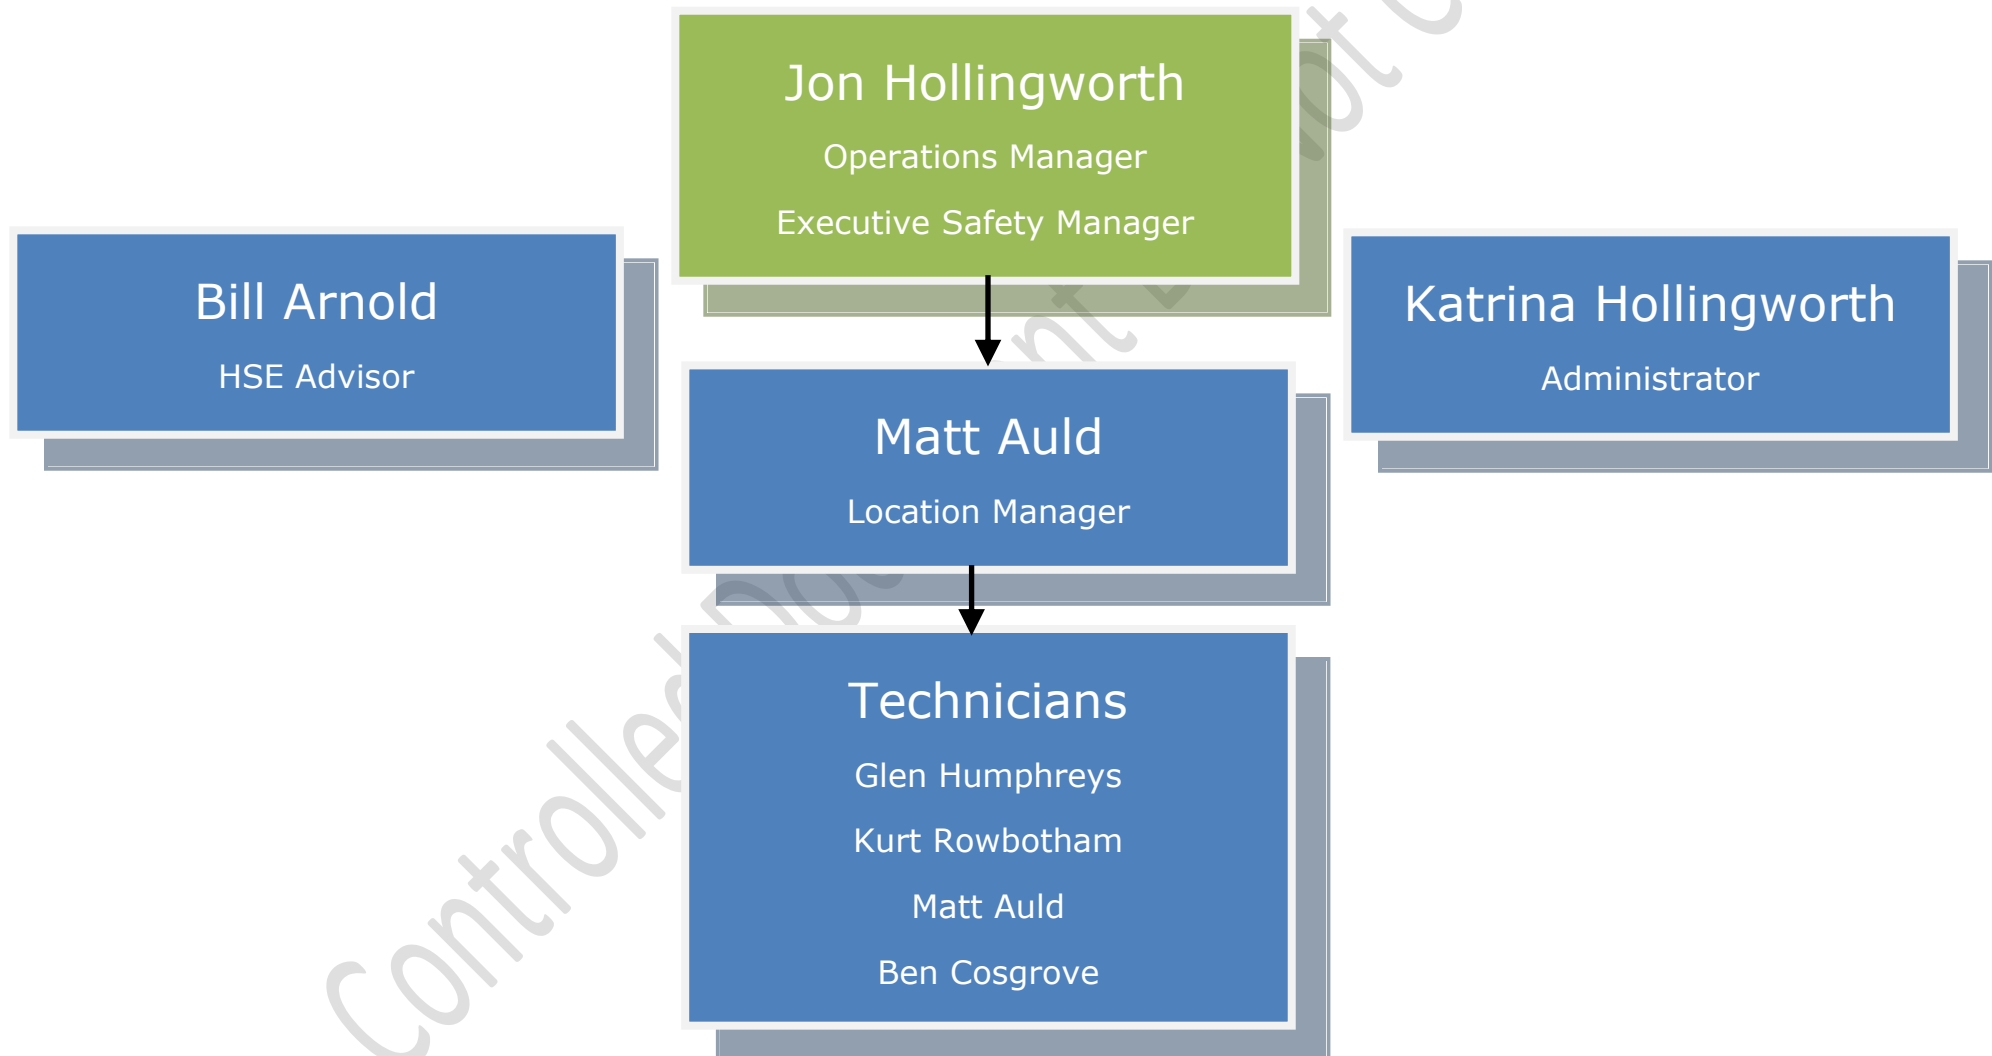 Jon Hollingworth
Operations Manager
Executive Safety Manager
Bill Arnold
HSE Advisor
Katrina Hollingworth
Administrator
Matt Auld
Location Manager
Technicians
Glen Humphreys
Kurt Rowbotham
Matt Auld
Ben Cosgrove
Controlled